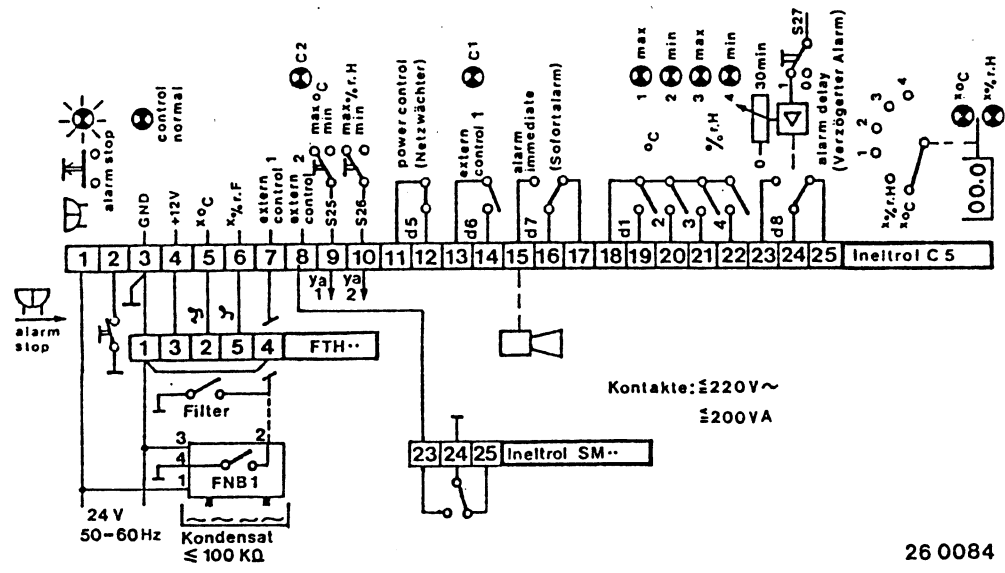 alarm stop
control
normal
GND
+12V
x°C
x%r.F
extern
control 1
extern
control 2
C2
max °C
min
S25
max%r.H
min
S26
power control
(Netzwächter)
d5
C1
extern
control 1
d6
alarm
immediate
(Sofortalarm)
d7
1 max
2 min
3 max
4 min
°C
%r.H
d1
2
3
4
0 30min
1
0
S27
alarm delay
(Verzögerter Alarm)
d8
1 2 3 4
x%r.H
x°C
x°C
x%r.H
00.0
1 2 3 4 5 6 7 8 9 10 11 12 13 14 15 16 17 18 19 20 21 22 23 24 25 Ineltrol C5
ya
1
ya
2
alarm
stop
1 3 2 5 4 FTH··
Filter
3
4
1
2
FNB1
24 V
50-60Hz
Kondensat
≤ 100 KΩ
Kontakte: ≦220V~
≦200VA
23 24 25 Ineltrol SM··
26 0084